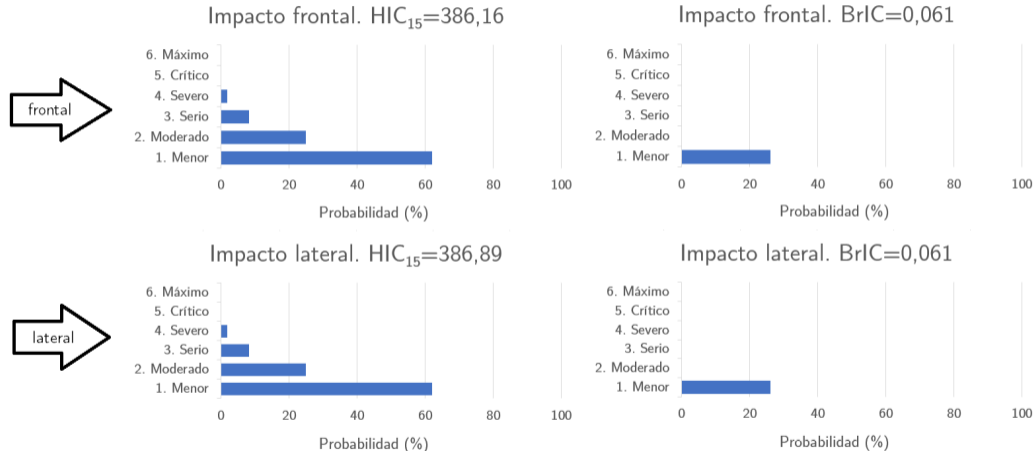 Impacto frontal. HIC₁₅=386,16
6. Máximo
5. Crítico
4. Severo
3. Serio
2. Moderado
1. Menor
0 20 40 60 80 100
Probabilidad (%)
Impacto frontal. BrIC=0,061
6. Máximo
5. Crítico
4. Severo
3. Serio
2. Moderado
1. Menor
0 20 40 60 80 100
Probabilidad (%)
frontal
Impacto lateral. HIC₁₅=386,89
6. Máximo
5. Crítico
4. Severo
3. Serio
2. Moderado
1. Menor
0 20 40 60 80 100
Probabilidad (%)
Impacto lateral. BrIC=0,061
6. Máximo
5. Crítico
4. Severo
3. Serio
2. Moderado
1. Menor
0 20 40 60 80 100
Probabilidad (%)
lateral